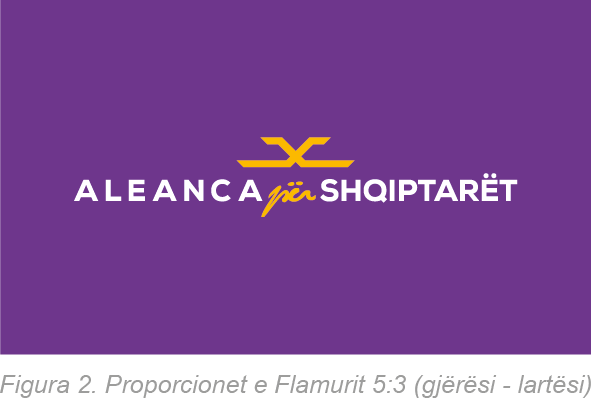 ALEANCA për SHQIPTARËT
Figura 2. Proporcionet e Flamurit 5:3 (gjërësi - lartësi)